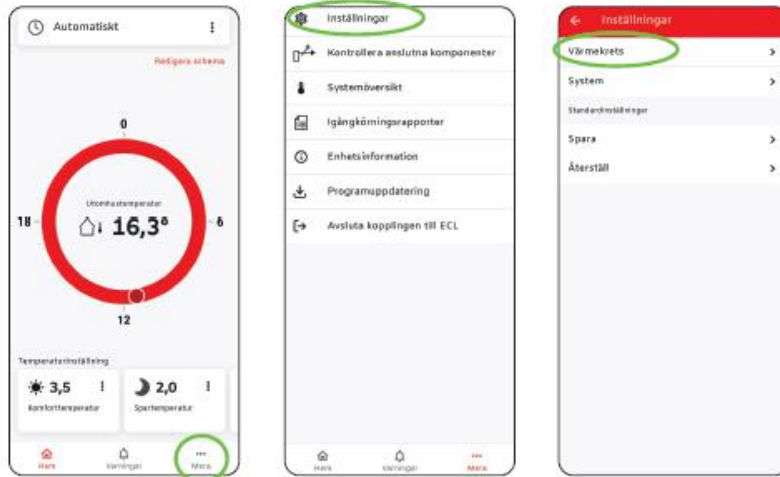 Automatiskt
Redigera schema
0
18
6
12
Utomhustemperatur
16,3°
Temperaturinställning
3,5
Komforttemperatur
2,0
Spartemperatur
Hem
Varningar
Mera
Inställningar
Kontrollera anslutna komponenter
Systemöversikt
Igångkörningsrapporter
Enhetsinformation
Programuppdatering
Avsluta kopplingen till ECL
Hem
Varningar
Mera
Inställningar
Värmekrets
System
Standardinställningar
Spara
Återställ